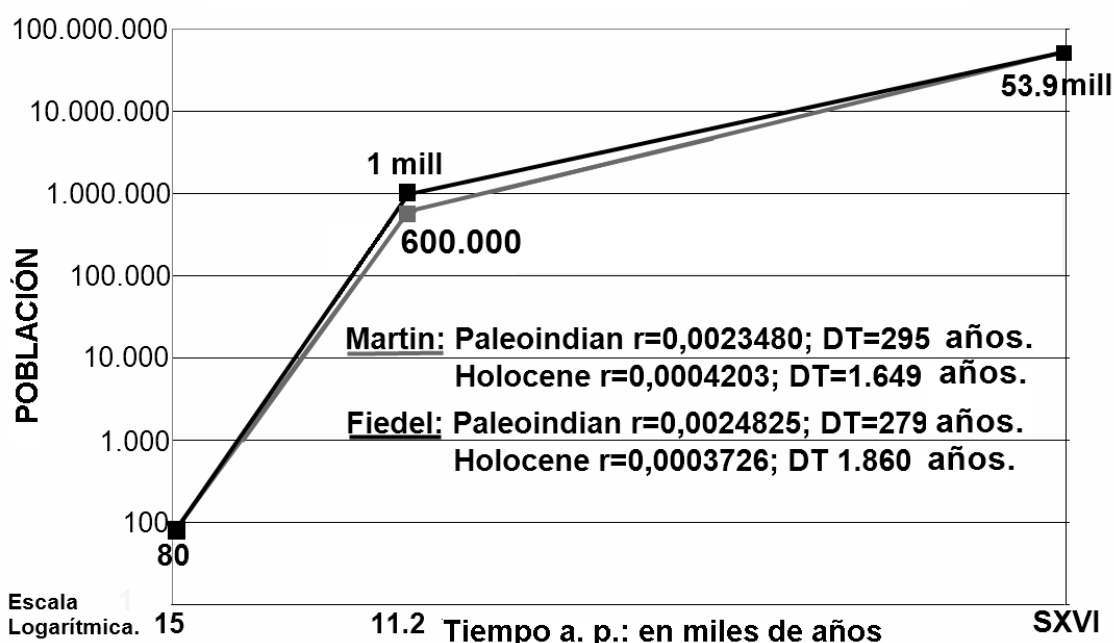 100.000.000
10.000.000
53.9 mill
1 mill
1.000.000
600.000
100.000
POBLACIÓN
Martin: Paleoindian r=0,0023480; DT=295 años.
Holocene r=0,0004203; DT=1.649 años.
10.000
Fiedel: Paleoindian r=0,0024825; DT=279 años.
Holocene r=0,0003726; DT 1.860 años.
1.000
100
80
Escala 1
Logarítmica.
15
11.2
Tiempo a. p.: en miles de años
SXVI